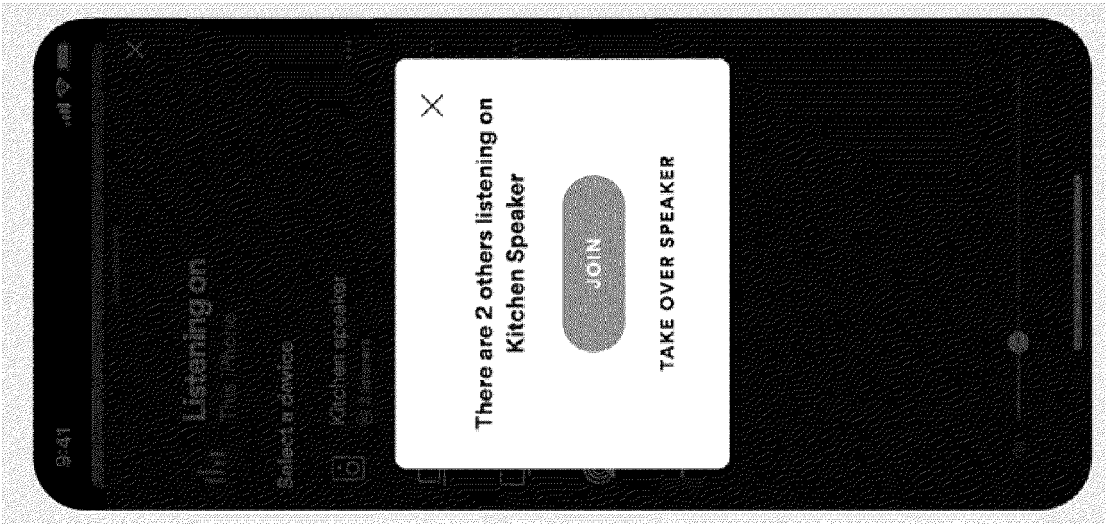 9:41
Listening on
This iPhone
Select a device
Kitchen speaker
There are 2 others listening on
Kitchen Speaker
JOIN
TAKE OVER SPEAKER